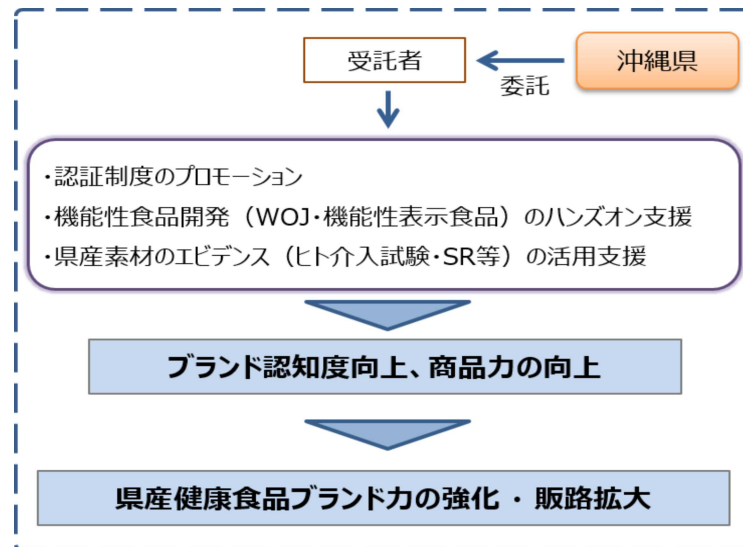 受託者
沖縄県
委託
・認証制度のプロモーション
・機能性食品開発（WOJ・機能性表示食品）のハンズオン支援
・県産素材のエビデンス（ヒト介入試験・SR等）の活用支援
ブランド認知度向上、商品力の向上
県産健康食品ブランド力の強化 ・ 販路拡大